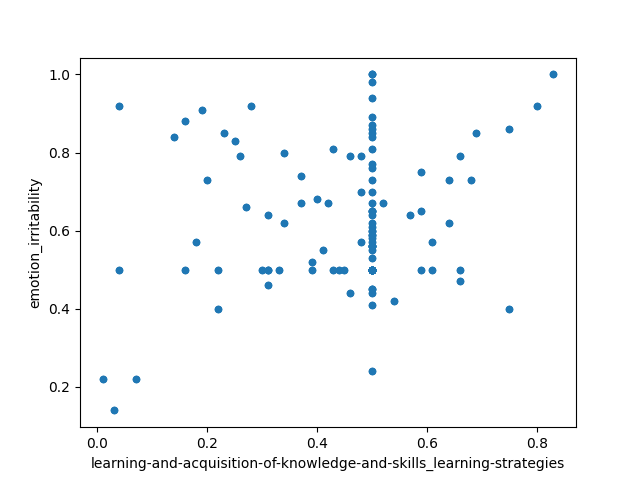 1.0
0.8
0.6
0.4
0.2
emotion_irritability
0.0 0.2 0.4 0.6 0.8
learning-and-acquisition-of-knowledge-and-skills_learning-strategies